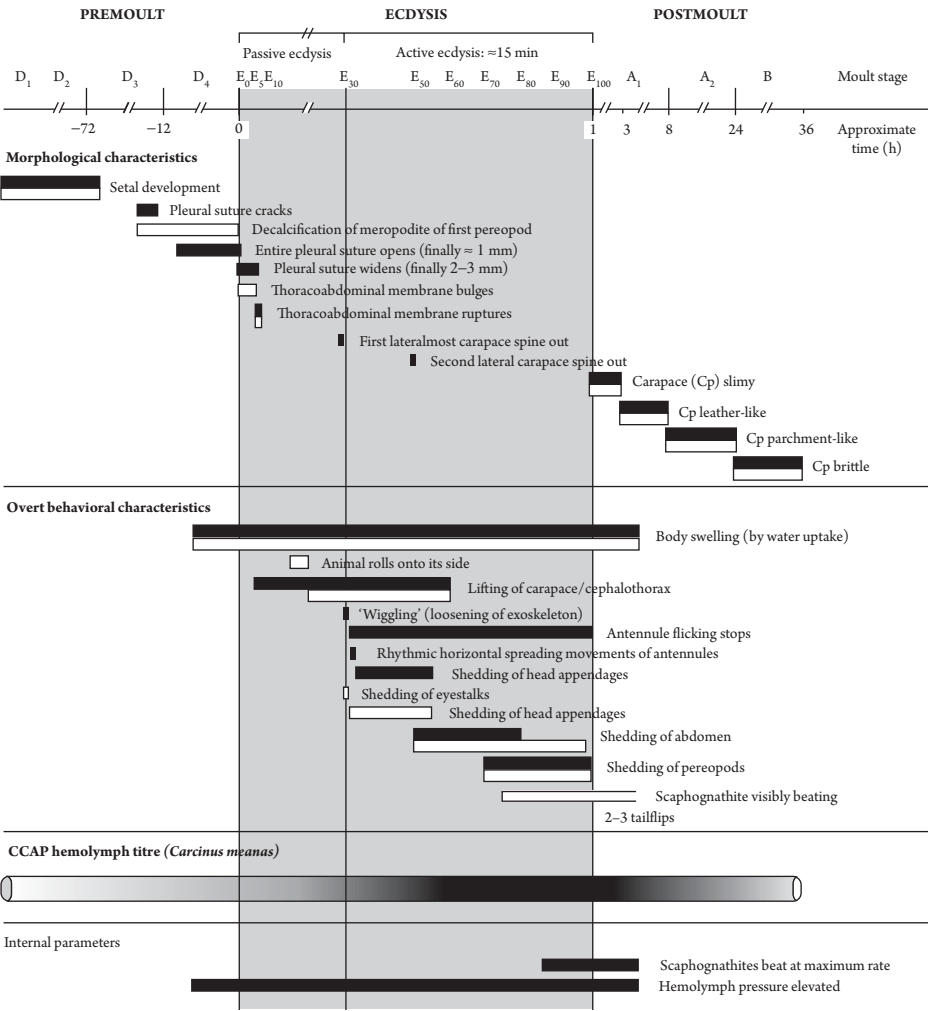 PREMOULT ECDYSIS POSTMOULT
Passive ecdysis Active ecdysis: ≈15 min
D1 D2 D3 D4 E0 E5 E10 E30 E50 E60 E70 E80 E90 E100 A1 A2 B Moult stage
−72 −12 0 1 3 8 24 36 Approximate
time (h)
Morphological characteristics
Setal development
Pleural suture cracks
Decalcification of meropodite of first pereopod
Entire pleural suture opens (finally ≈ 1 mm)
Pleural suture widens (finally 2−3 mm)
Thoracoabdominal membrane bulges
Thoracoabdominal membrane ruptures
First lateralmost carapace spine out
Second lateral carapace spine out
Carapace (Cp) slimy
Cp leather-like
Cp parchment-like
Cp brittle
Overt behavioral characteristics
Body swelling (by water uptake)
Animal rolls onto its side
Lifting of carapace/cephalothorax
‘Wiggling’ (loosening of exoskeleton)
Antennule flicking stops
Rhythmic horizontal spreading movements of antennules
Shedding of head appendages
Shedding of eyestalks
Shedding of head appendages
Shedding of abdomen
Shedding of pereopods
Scaphognathite visibly beating
2–3 tailflips
CCAP hemolymph titre (Carcinus meanas)
Internal parameters
Scaphognathites beat at maximum rate
Hemolymph pressure elevated